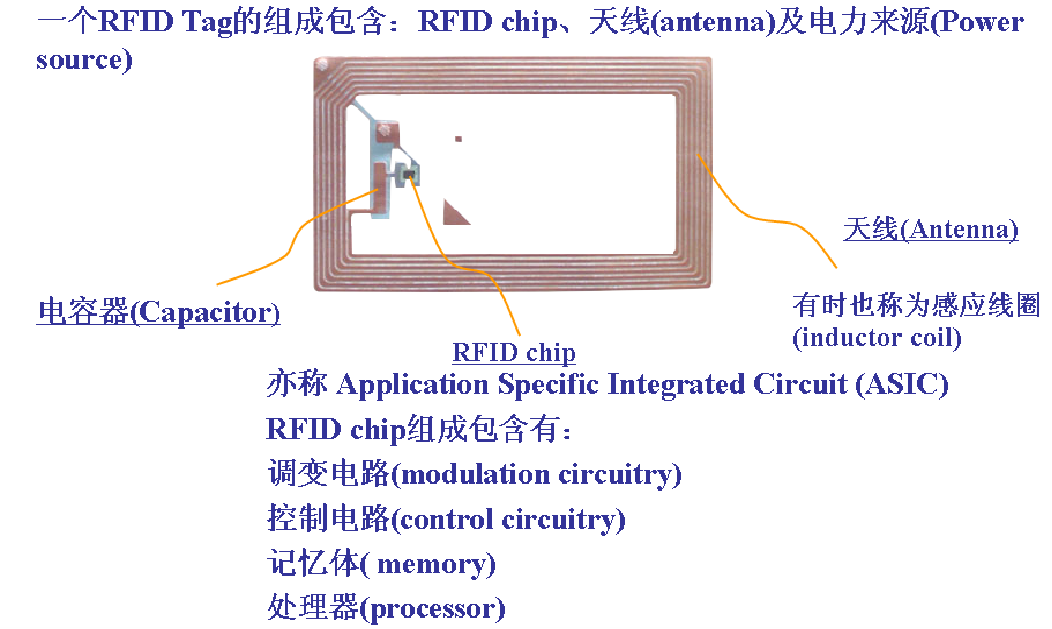 一个RFID Tag的组成包含：RFID chip、天线(antenna)及电力来源(Power
source)
天线(Antenna)
电容器(Capacitor)
有时也称为感应线圈
(inductor coil)
RFID chip
亦称 Application Specific Integrated Circuit (ASIC)
RFID chip组成包含有：
调变电路(modulation circuitry)
控制电路(control circuitry)
记忆体( memory)
处理器(processor)